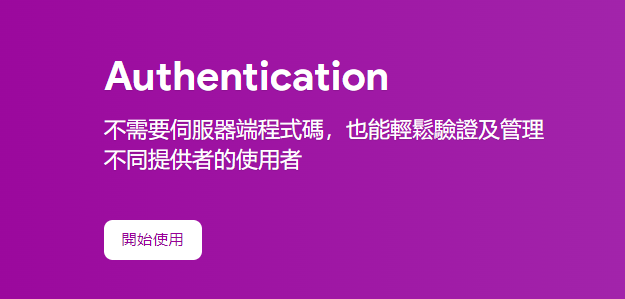 Authentication
不需要伺服器端程式碼，也能輕鬆驗證及管理
不同提供者的使用者
開始使用